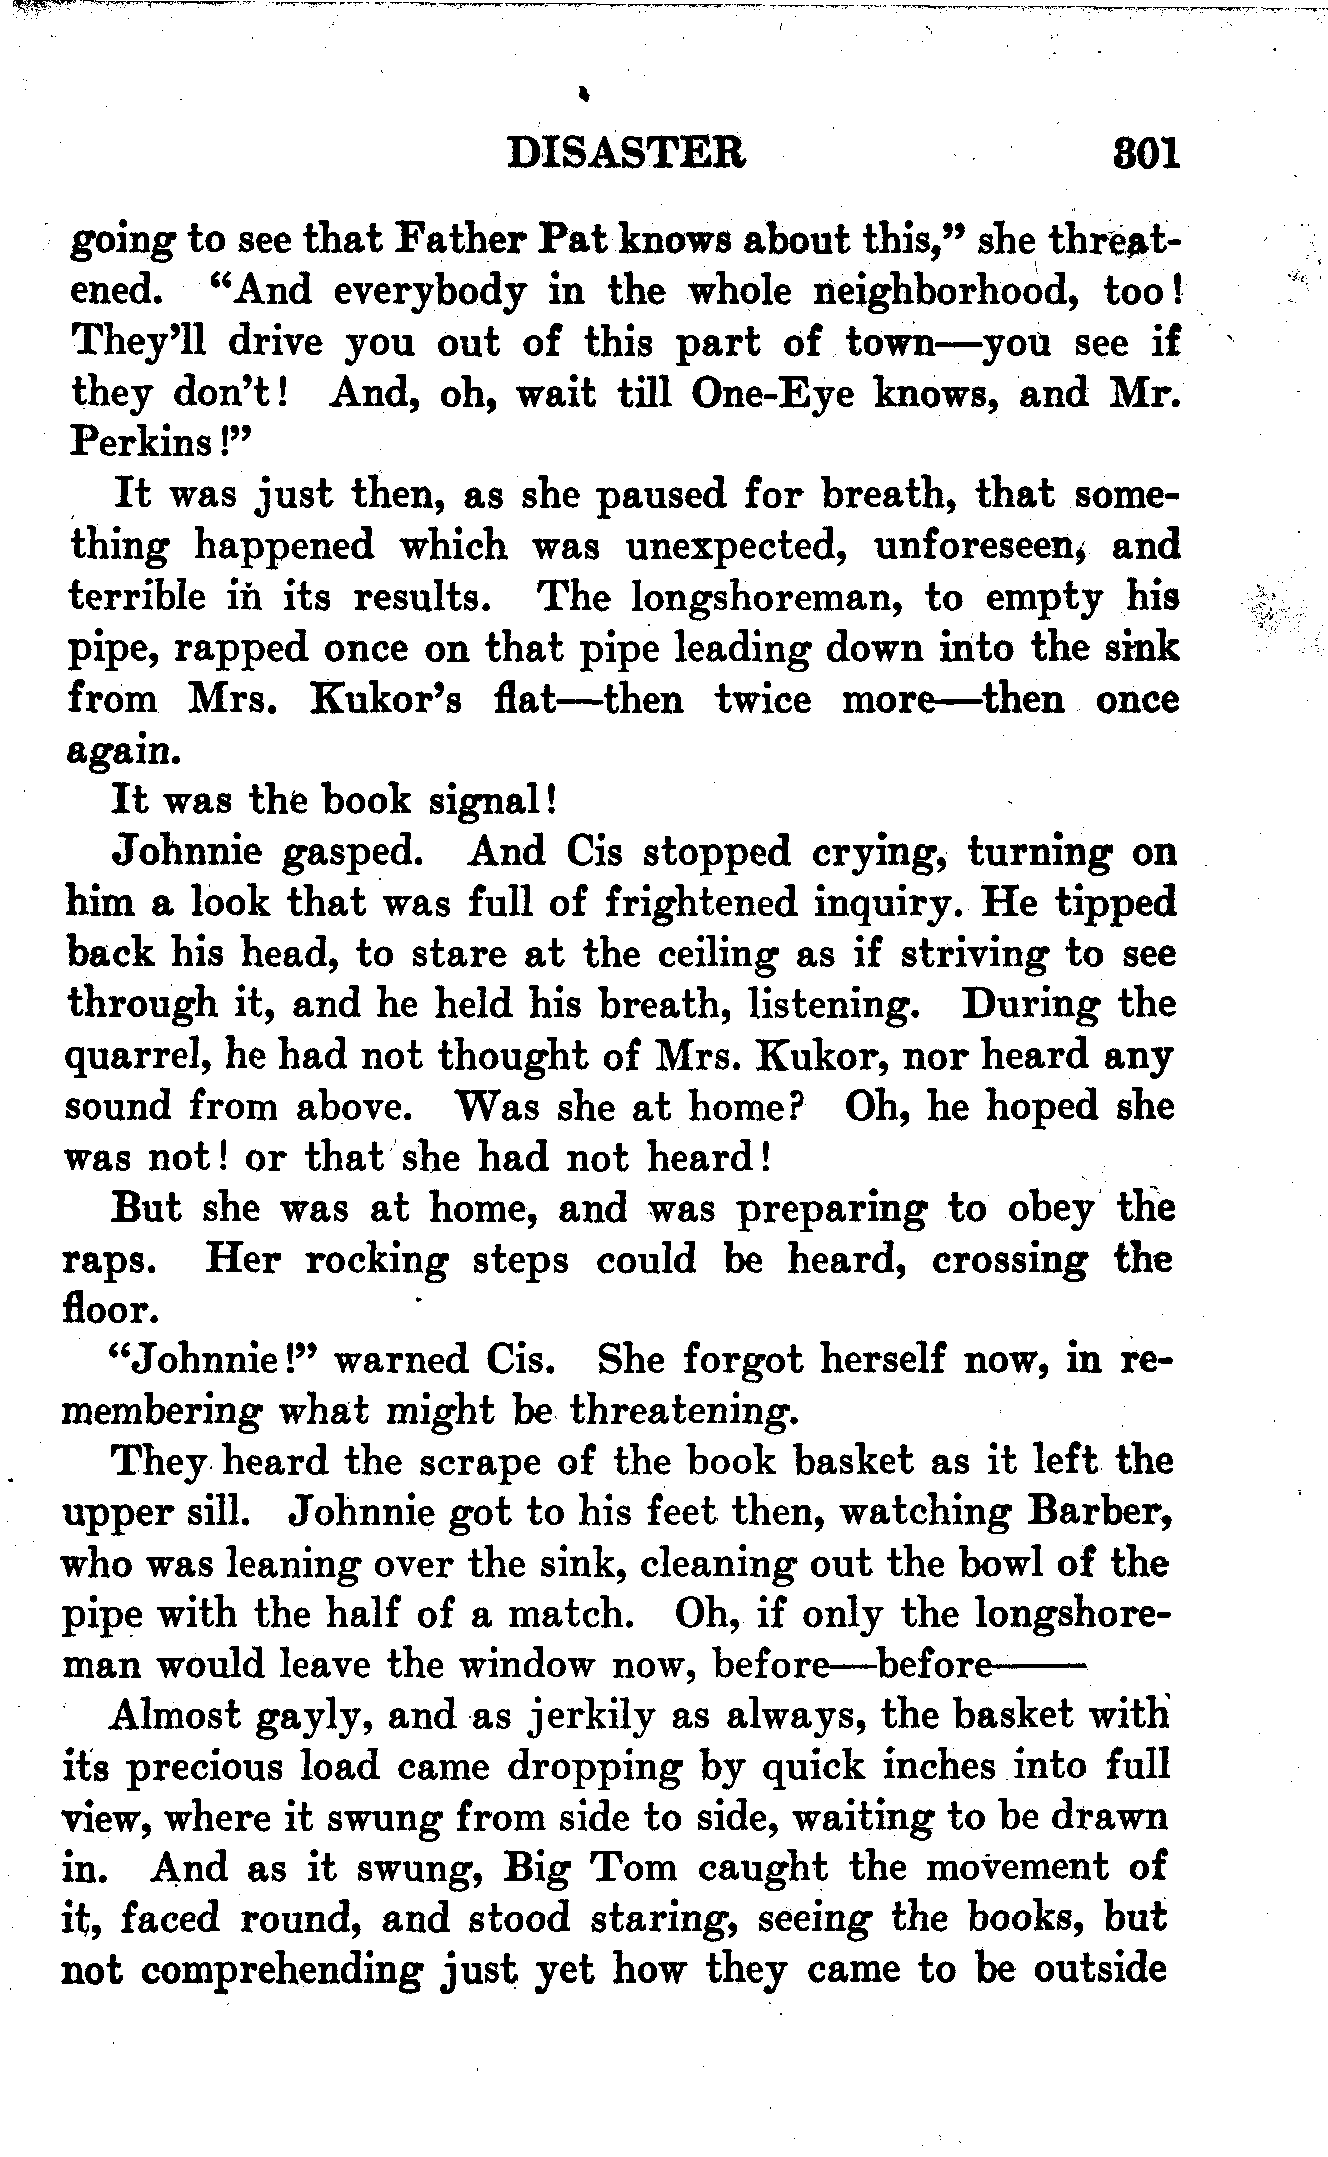 DISASTER 301
going to see that Father Pat knows about this,” she threat-
ened. “And everybody in the whole neighborhood, too!
They’ll drive you out of this part of town—you see if
they don’t! And, oh, wait till One-Eye knows, and Mr.
Perkins!”
It was just then, as she paused for breath, that some-
thing happened which was unexpected, unforeseen, and
terrible in its results. The longshoreman, to empty his
pipe, rapped once on that pipe leading down into the sink
from Mrs. Kukor’s flat—then twice more—then once
again.
It was the book signal!
Johnnie gasped. And Cis stopped crying, turning on
him a look that was full of frightened inquiry. He tipped
back his head, to stare at the ceiling as if striving to see
through it, and he held his breath, listening. During the
quarrel, he had not thought of Mrs. Kukor, nor heard any
sound from above. Was she at home? Oh, he hoped she
was not! or that she had not heard!
But she was at home, and was preparing to obey the
raps. Her rocking steps could be heard, crossing the
floor.
“Johnnie!” warned Cis. She forgot herself now, in re-
membering what might be threatening.
They heard the scrape of the book basket as it left the
upper sill. Johnnie got to his feet then, watching Barber,
who was leaning over the sink, cleaning out the bowl of the
pipe with the half of a match. Oh, if only the longshore-
man would leave the window now, before—before——
Almost gayly, and as jerkily as always, the basket with
its precious load came dropping by quick inches into full
view, where it swung from side to side, waiting to be drawn
in. And as it swung, Big Tom caught the movement of
it, faced round, and stood staring, seeing the books, but
not comprehending just yet how they came to be outside